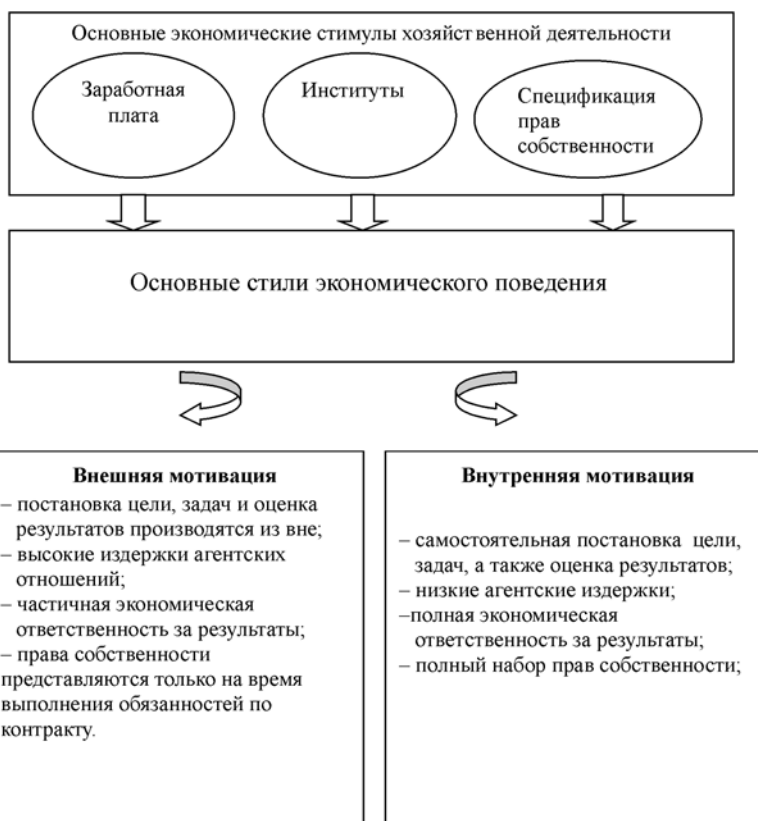 Основные экономические стимулы хозяйственной деятельности
Заработная
плата
Институты
Спецификация
прав
собственности
Основные стили экономического поведения
Внешняя мотивация
– постановка цели, задач и оценка
результатов производятся из вне;
– высокие издержки агентских
отношений;
– частичная экономическая
ответственность за результаты;
– права собственности
представляются только на время
выполнения обязанностей по
контракту.
Внутренняя мотивация
– самостоятельная постановка цели,
задач, а также оценка результатов;
– низкие агентские издержки;
–полная экономическая
ответственность за результаты;
– полный набор прав собственности;